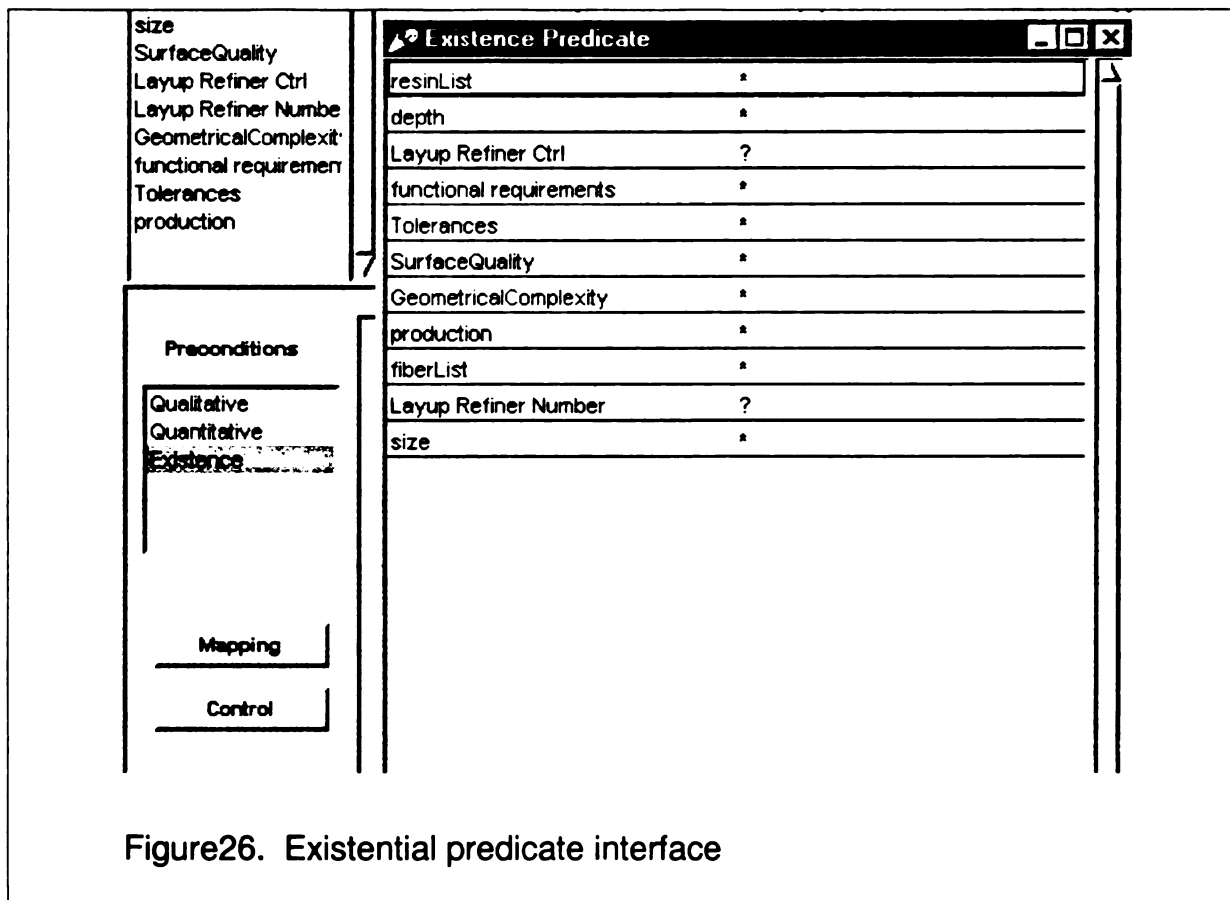 size
SurfaceQuality
Layup Refiner Ctrl
Layup Refiner Numbe
GeometricalComplexit
functional requiremen
Tolerances
production
Preconditions
Qualitative
Quantitative
Existence
Mapping
Control
Existence Predicate
resinList *
depth *
Layup Refiner Ctrl ?
functional requirements *
Tolerances *
SurfaceQuality *
GeometricalComplexity *
production *
fiberList *
Layup Refiner Number ?
size *
Figure26. Existential predicate interface